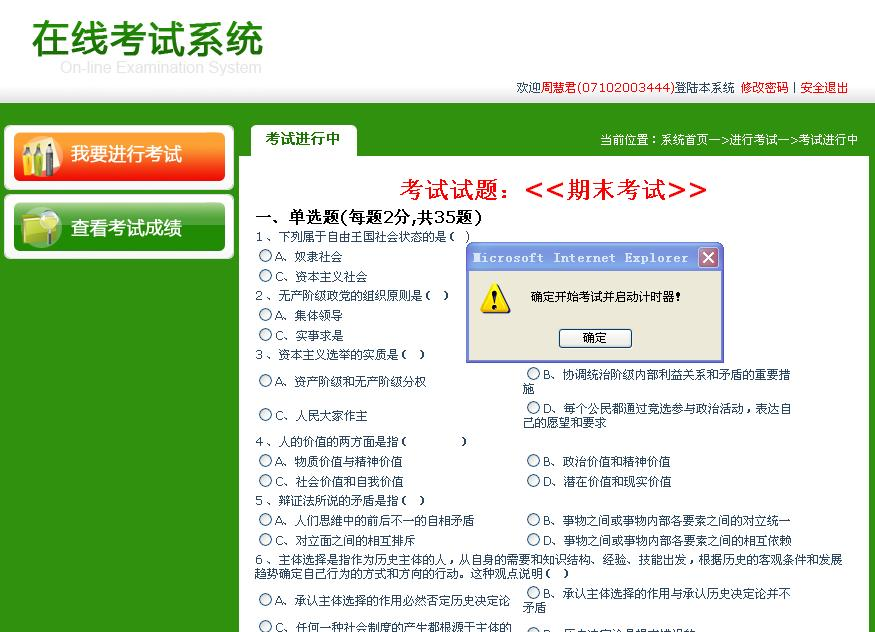 在线考试系统
On-line Examination System
欢迎周慧君(07102003444)登陆本系统 修改密码 | 安全退出
我要进行考试
查看考试成绩
考试进行中
当前位置：系统首页—>进行考试—>考试进行中
考试试题：<<期末考试>>
一、单选题(每题2分,共35题)
1、下列属于自由王国社会状态的是( )
A、奴隶社会
C、资本主义社会
2、无产阶级政党的组织原则是( )
A、集体领导
C、实事求是
3、资本主义选举的实质是( )
A、资产阶级和无产阶级分权
B、协调统治阶级内部利益关系和矛盾的重要措
施
C、人民大家作主
D、每个公民都通过竞选参与政治活动，表达自
己的愿望和要求
4、人的价值的两方面是指( )
A、物质价值与精神价值
B、政治价值和精神价值
C、社会价值和自我价值
D、潜在价值和现实价值
5、辩证法所说的矛盾是指( )
A、人们思维中的前后不一的自相矛盾
B、事物之间或事物内部各要素之间的对立统一
C、对立面之间的相互排斥
D、事物之间或事物内部各要素之间的相互依赖
6、主体选择是指作为历史主体的人，从自身的需要和知识结构、经验、技能出发，根据历史的客观条件和发展
趋势确定自己行为的方式和方向的行动。这种观点说明( )
A、承认主体选择的作用必然否定历史决定论
B、承认主体选择的作用与承认历史决定论并不
矛盾
C、任何一种社会制度的产生都根源于主体的
Microsoft Internet Explorer
确定开始考试并启动计时器!
确定